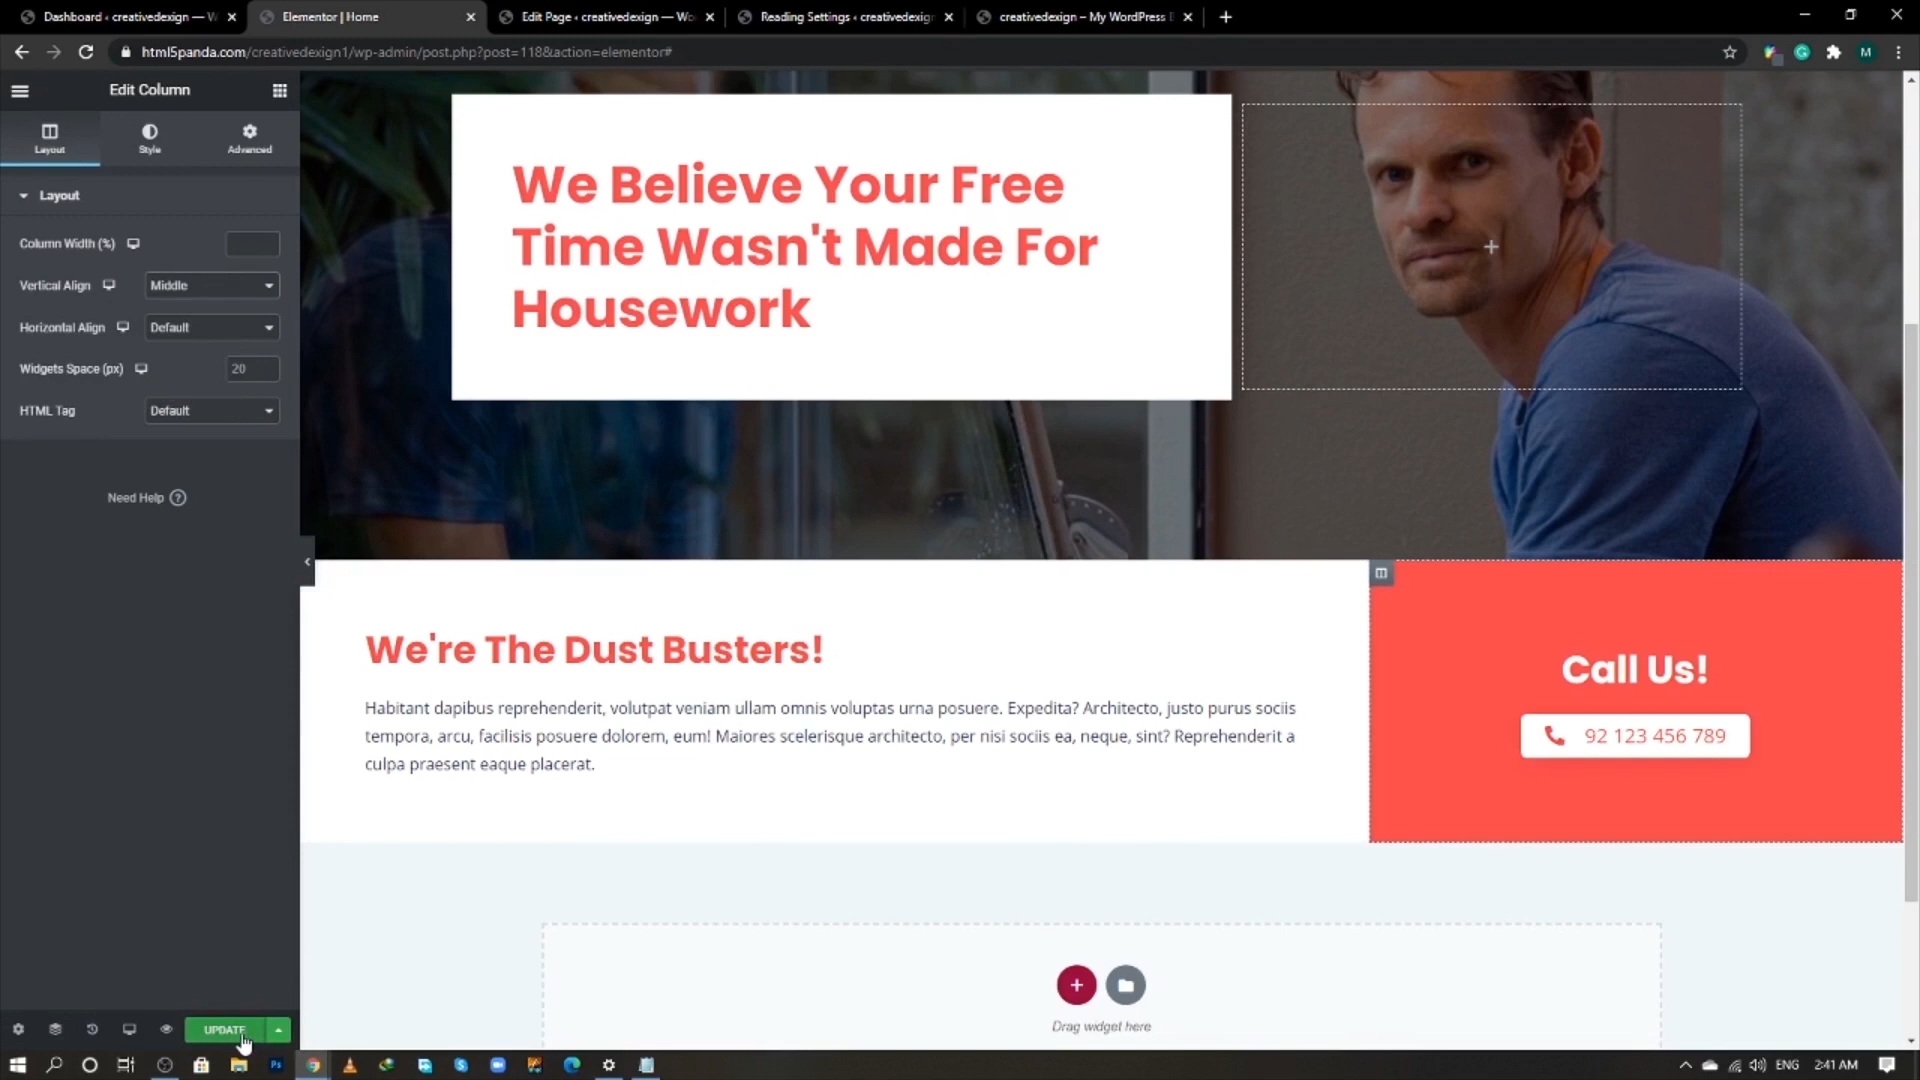 Dashboard ‹ creativedexign — W
Elementor | Home
Edit Page ‹ creativedexign — Wo
Reading Settings ‹ creativedexign
creativedexign – My WordPress B
html5panda.com/creativedexign1/wp-admin/post.php?post=118&action=elementor#
M
Edit Column
Layout
Style
Advanced
Layout
Column Width (%)
Vertical Align
Middle
Horizontal Align
Default
Widgets Space (px)
20
HTML Tag
Default
Need Help
UPDATE
We Believe Your Free
Time Wasn't Made For
Housework
We're The Dust Busters!
Habitant dapibus reprehenderit, volutpat veniam ullam omnis voluptas urna posuere. Expedita? Architecto, justo purus sociis
tempora, arcu, facilisis posuere dolorem, eum! Maiores scelerisque architecto, per nisi sociis ea, neque, sint? Reprehenderit a
culpa praesent eaque placerat.
Call Us!
92 123 456 789
Drag widget here
Ps
ENG
2:41 AM